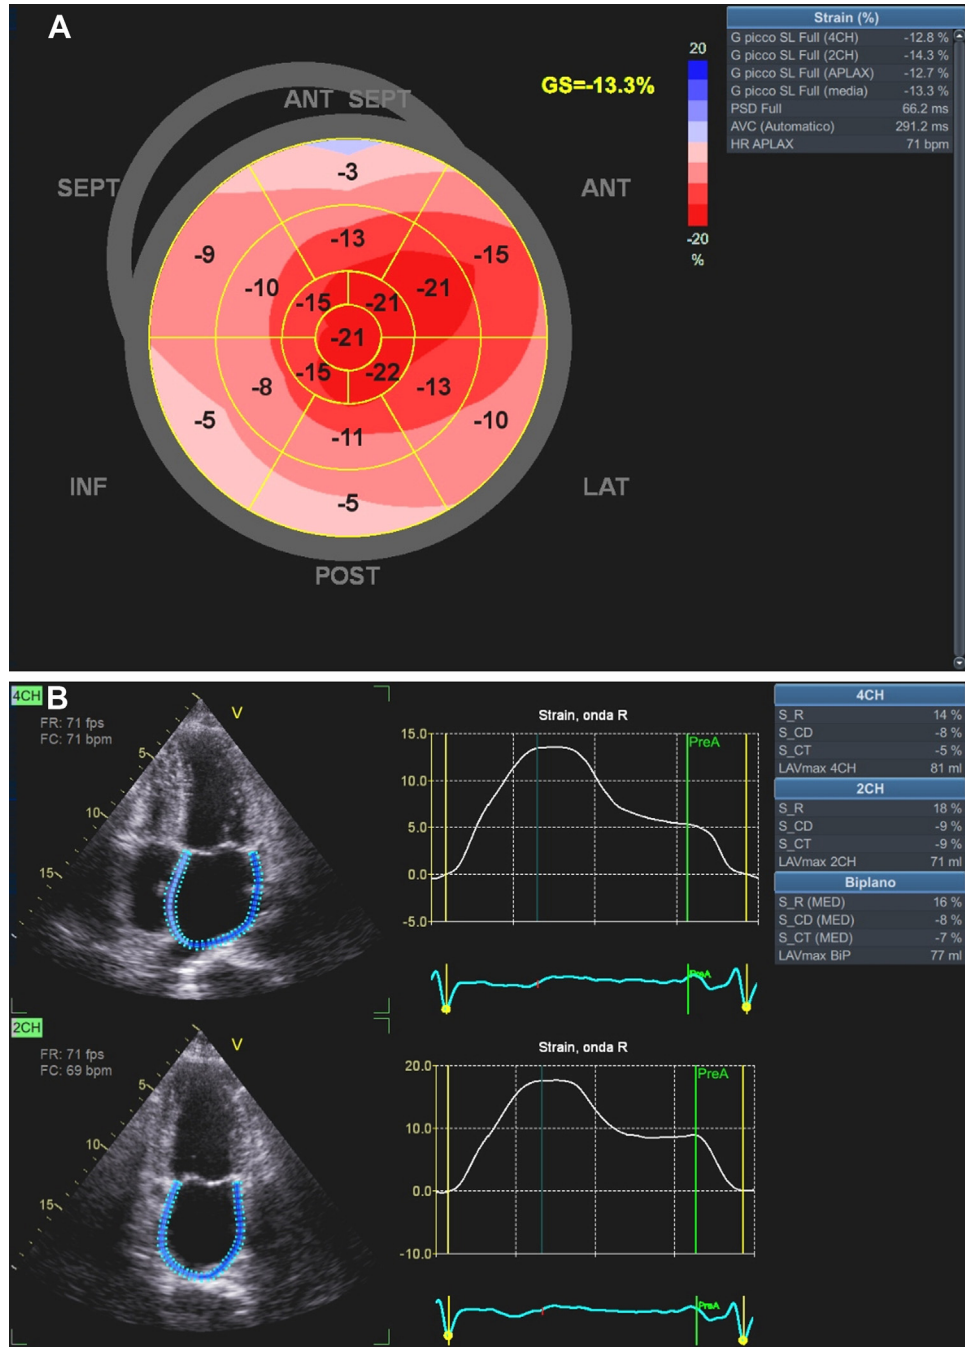 A
Strain (%)
G picco SL Full (4CH) -12.8 %
G picco SL Full (2CH) -14.3 %
G picco SL Full (APLAX) -12.7 %
G picco SL Full (media) -13.3 %
PSD Full 66.2 ms
AVC (Automatico) 291.2 ms
HR APLAX 71 bpm
20
GS=-13.3%
-20
%
ANT SEPT
SEPT
ANT
-3
-9
-13
-15
-10
-15
-21
-21
-21
-15
-22
-8
-13
-5
-11
-10
-5
INF
LAT
POST
B
4CH
FR: 71 fps
FC: 71 bpm
V
5
10
15
Strain, onda R
15.0
10.0
5.0
0.0
-5.0
PreA
PreA
4CH
S_R 14 %
S_CD -8 %
S_CT -5 %
LAVmax 4CH 81 ml
2CH
S_R 18 %
S_CD -9 %
S_CT -9 %
LAVmax 2CH 71 ml
Biplano
S_R (MED) 16 %
S_CD (MED) -8 %
S_CT (MED) -7 %
LAVmax BiP 77 ml
2CH
FR: 71 fps
FC: 69 bpm
V
5
10
15
Strain, onda R
20.0
10.0
0.0
-10.0
PreA
PreA